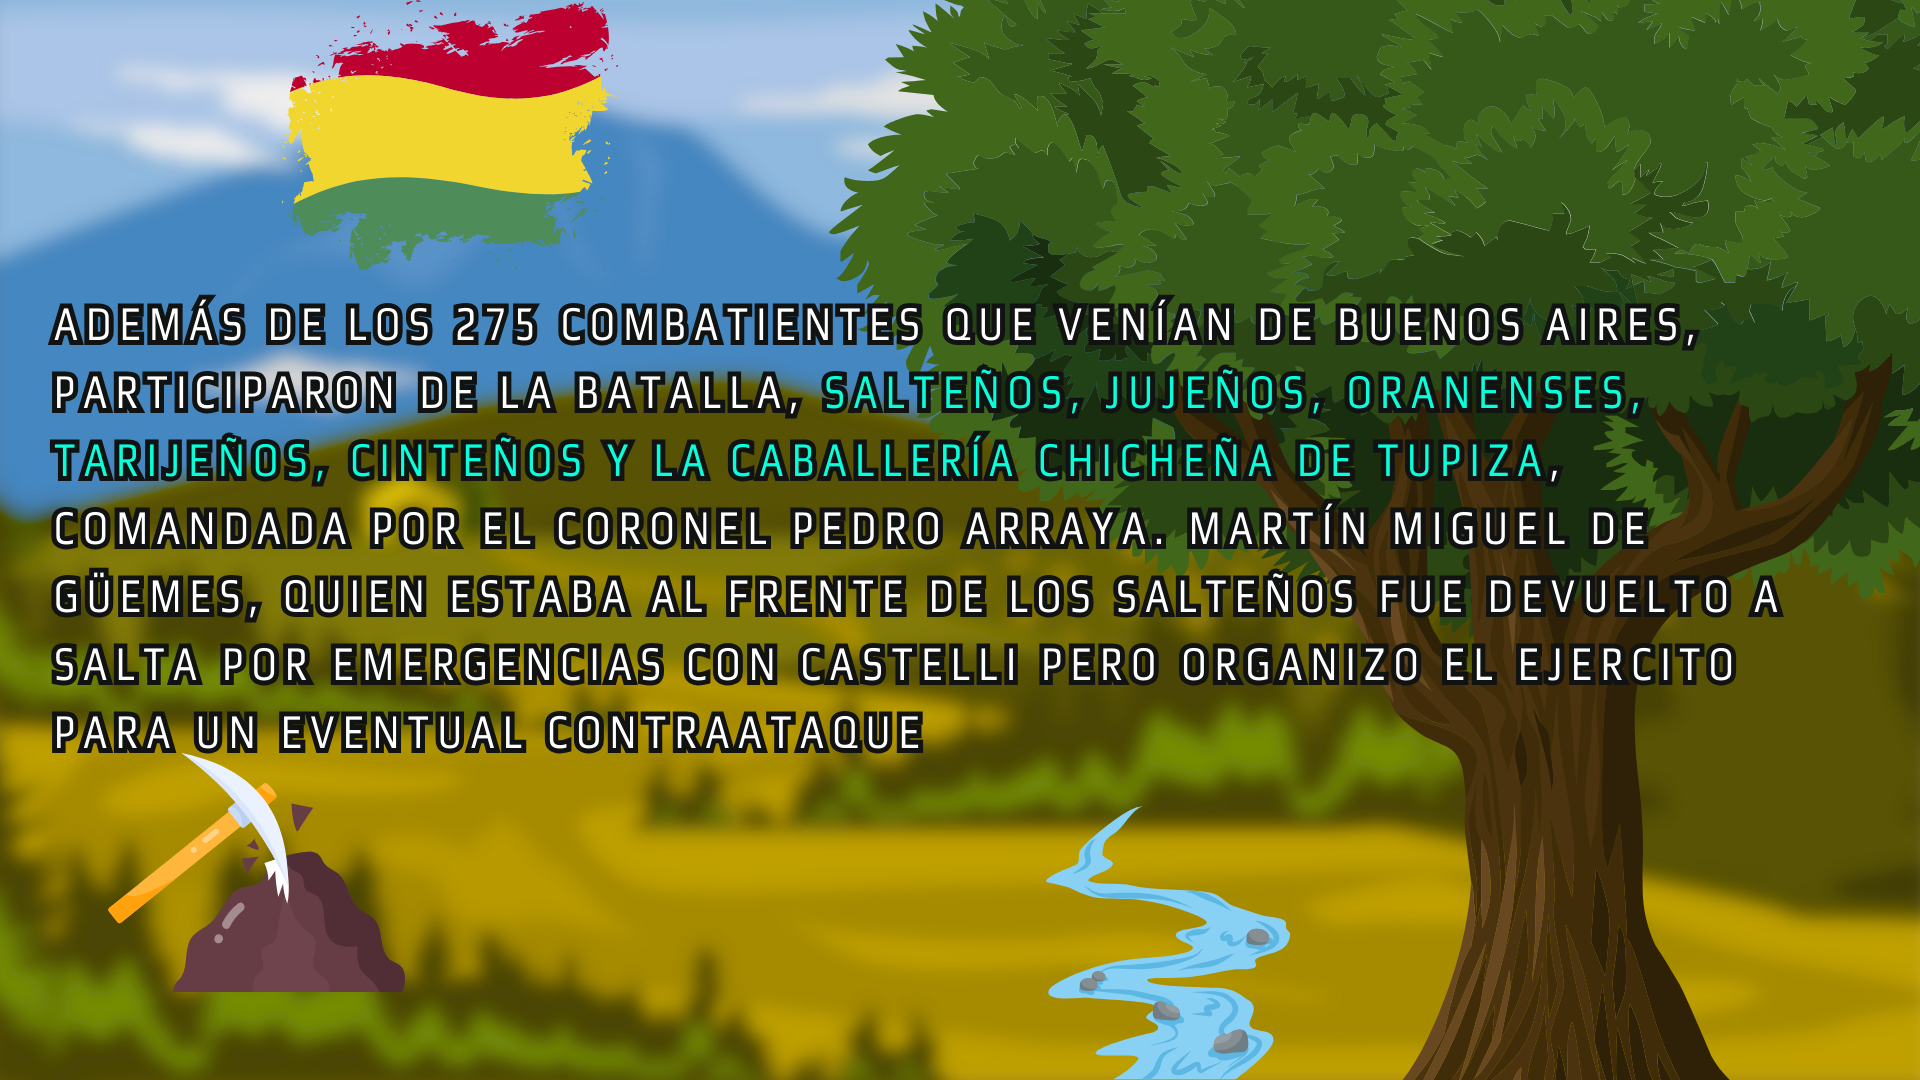 ADEMÁS DE LOS 275 COMBATIENTES QUE VENÍAN DE BUENOS AIRES,
PARTICIPARON DE LA BATALLA, SALTEÑOS, JUJEÑOS, ORANENSES,
TARIJEÑOS, CINTEÑOS Y LA CABALLERÍA CHICHEÑA DE TUPIZA,
COMANDADA POR EL CORONEL PEDRO ARRAYA. MARTÍN MIGUEL DE
GÜEMES, QUIEN ESTABA AL FRENTE DE LOS SALTEÑOS FUE DEVUELTO A
SALTA POR EMERGENCIAS CON CASTELLI PERO ORGANIZO EL EJERCITO
PARA UN EVENTUAL CONTRAATAQUE